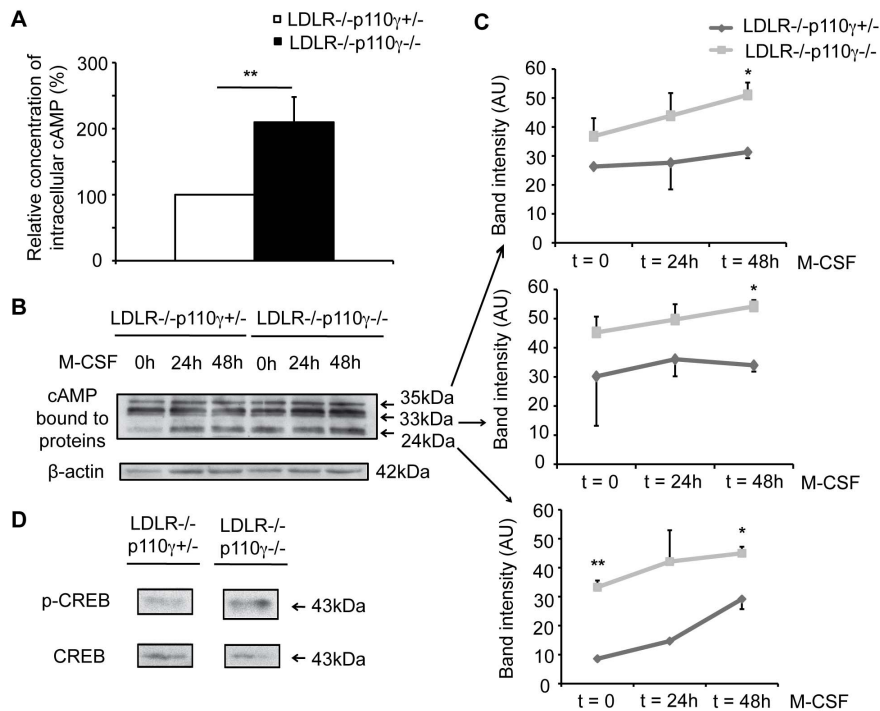 A
LDLR-/-p110γ+/-
LDLR-/-p110γ-/-
Relative concentration of
intracellular cAMP (%)
300
200
100
0
**
B
LDLR-/-p110γ+/-
LDLR-/-p110γ-/-
M-CSF 0h 24h 48h 0h 24h 48h
cAMP
bound to
proteins
35kDa
33kDa
24kDa
β-actin
42kDa
C
LDLR-/-p110γ+/-
LDLR-/-p110γ-/-
Band intensity (AU)
60
50
40
30
20
10
0
*
t = 0 t = 24h t = 48h M-CSF
Band intensity (AU)
60
50
40
30
20
10
0
*
t = 0 t = 24h t = 48h M-CSF
Band intensity (AU)
60
50
40
30
20
10
0
**
*
t = 0 t = 24h t = 48h M-CSF
D
LDLR-/-
p110γ+/-
LDLR-/-
p110γ-/-
p-CREB
43kDa
CREB
43kDa